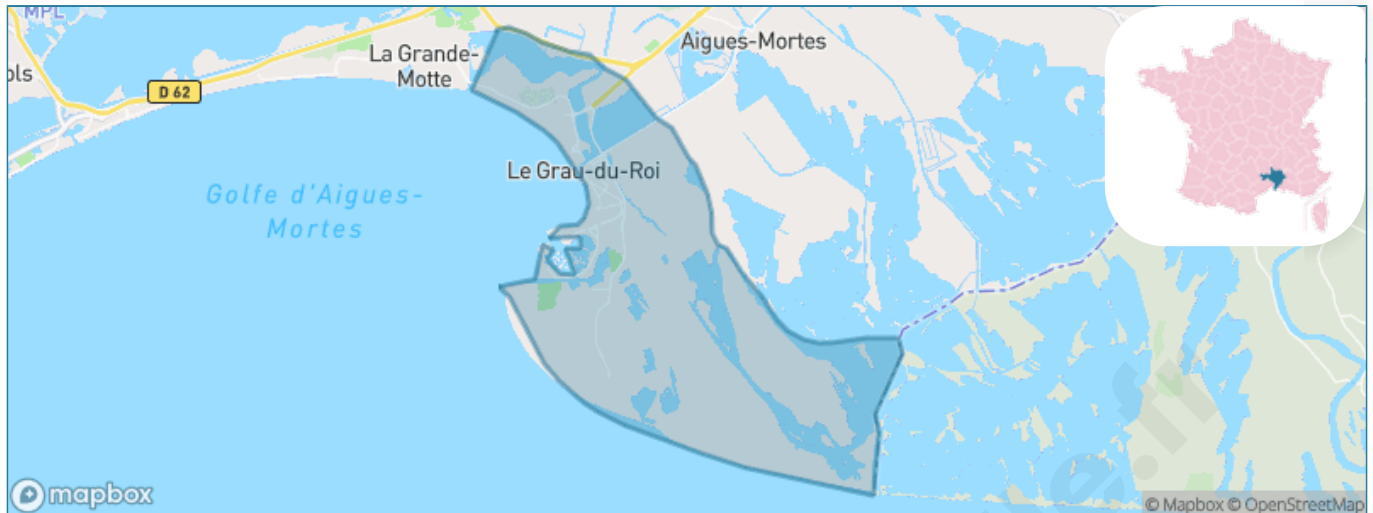 MPL
ols
La Grande-
Motte
D 62
Aigues-Mortes
Le Grau-du-Roi
Golfe d'Aigues-
Mortes
mapbox
© Mapbox © OpenStreetMap